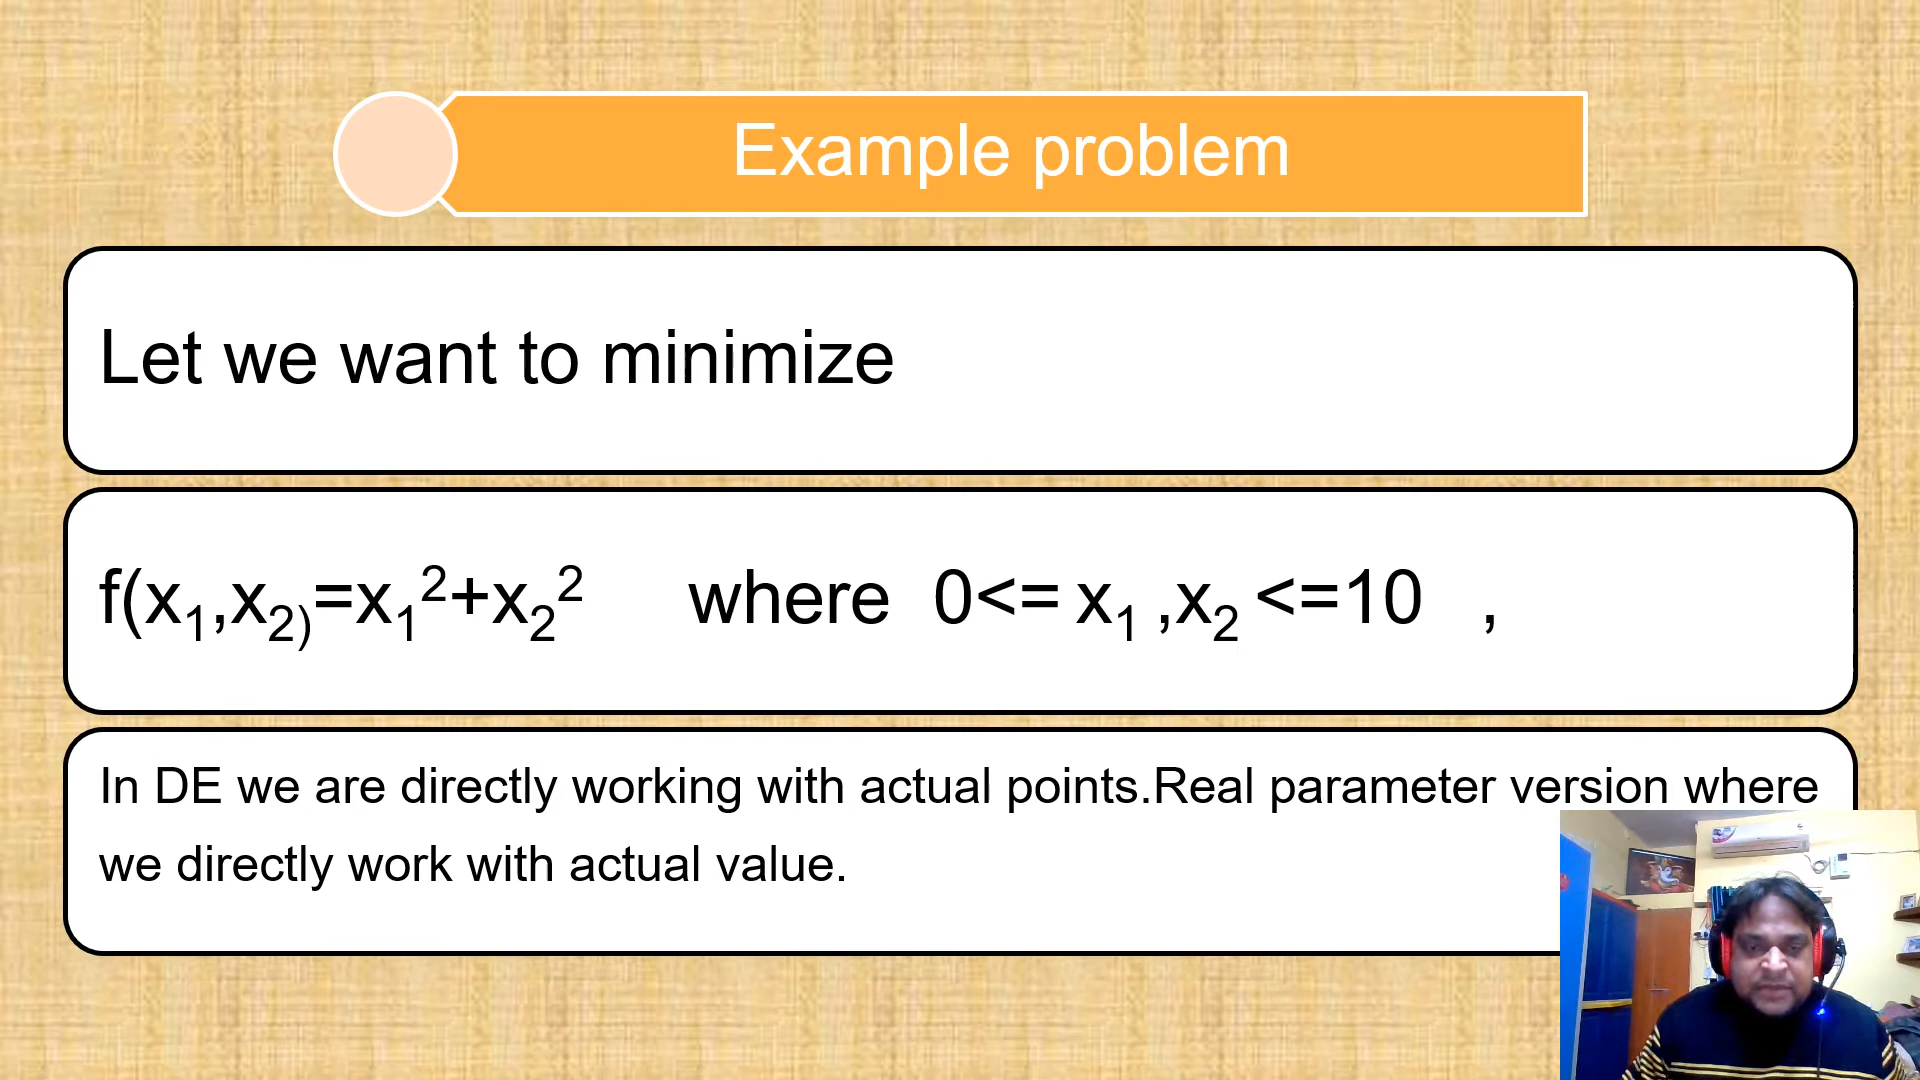 Example problem
Let we want to minimize
f(x₁,x₂₎=x₁²+x₂² where 0<= x₁ ,x₂ <=10 ,
In DE we are directly working with actual points.Real parameter version where
we directly work with actual value.